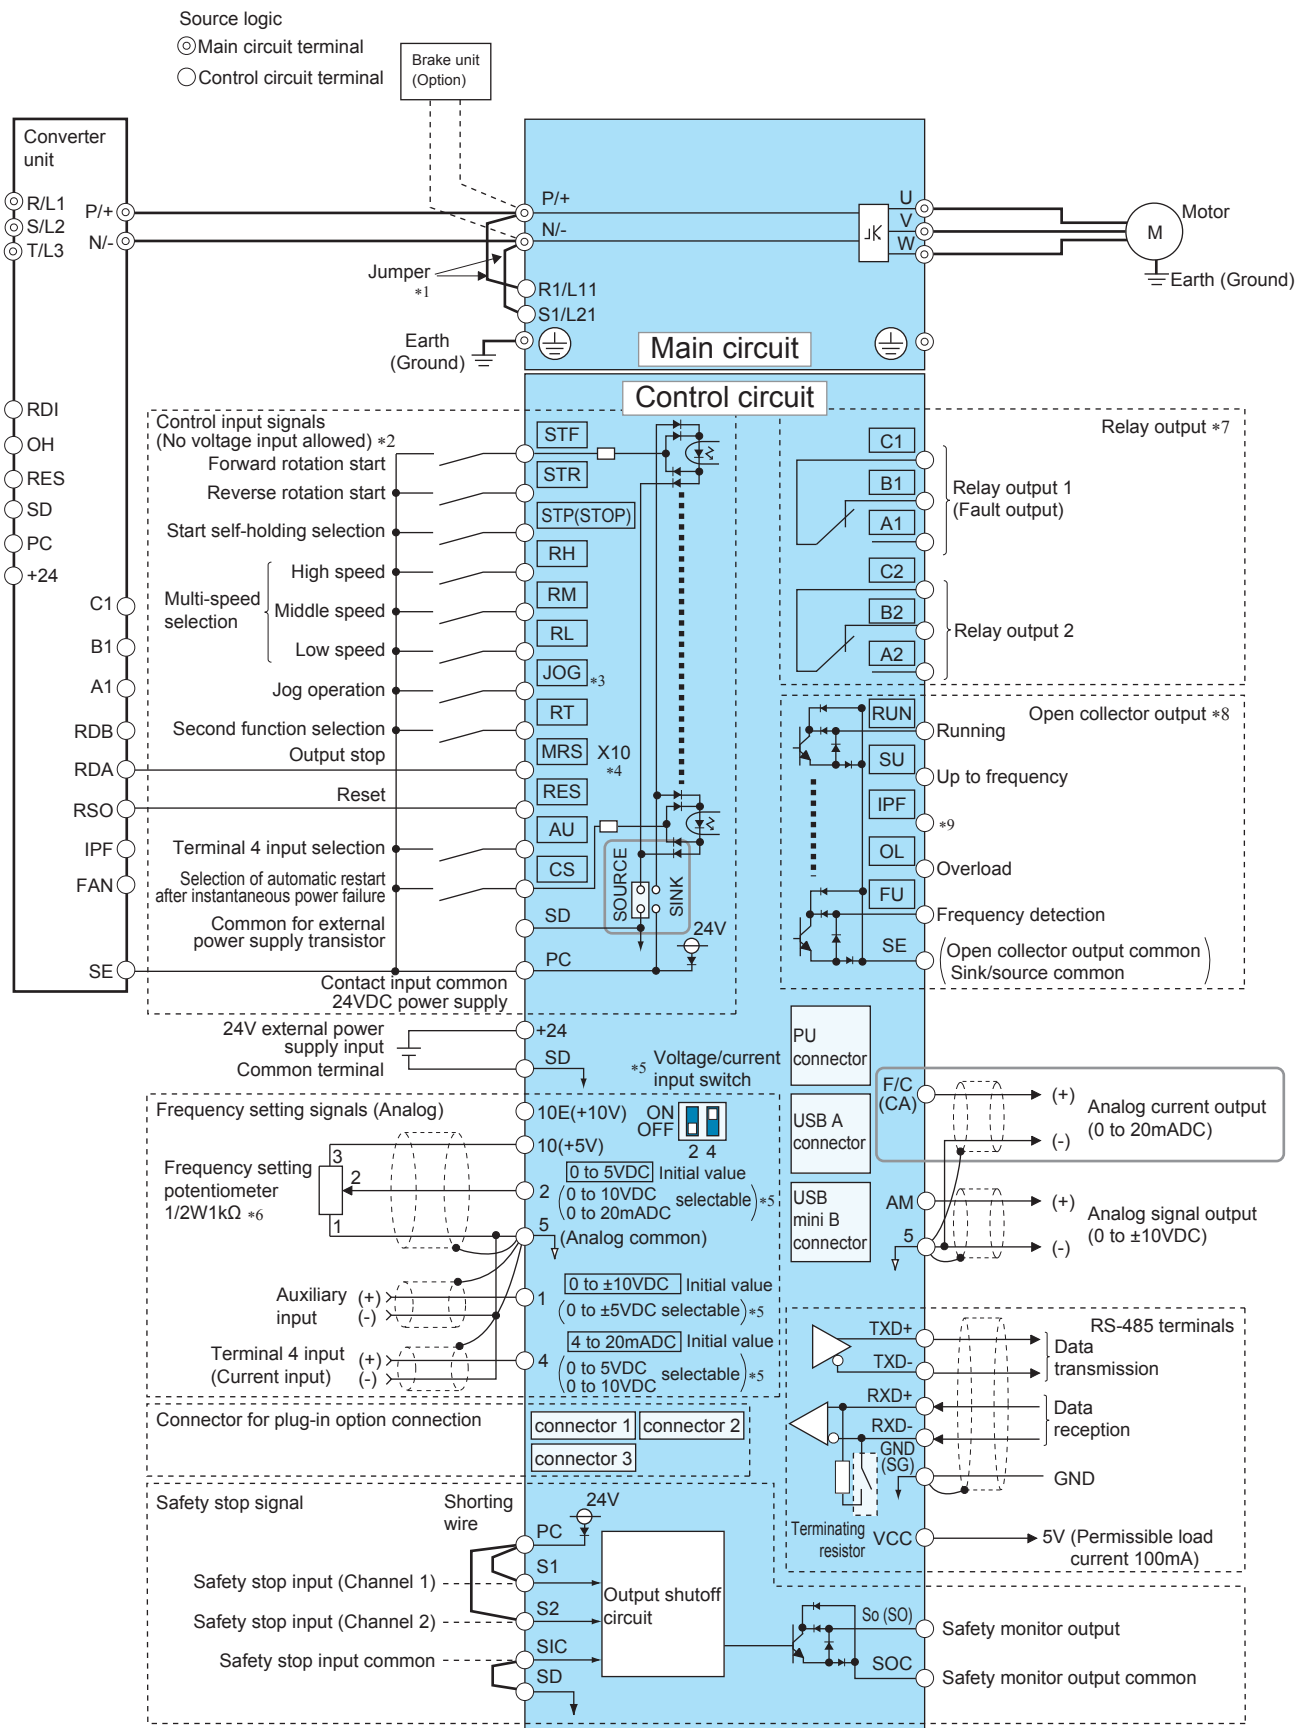 Source logic
Main circuit terminal
Control circuit terminal
Brake unit
(Option)
Converter
unit
R/L1
S/L2
T/L3
P/+
N/-
P/+
N/-
Jumper
*1
R1/L11
S1/L21
Earth
(Ground)
Main circuit
U
V
W
M
Motor
Earth (Ground)
RDI
OH
RES
SD
PC
+24
C1
B1
A1
RDB
RDA
RSO
IPF
FAN
SE
Control circuit
Control input signals
(No voltage input allowed) *2
Forward rotation start
Reverse rotation start
Start self-holding selection
Multi-speed
selection
High speed
Middle speed
Low speed
Jog operation
Second function selection
Output stop
Reset
Terminal 4 input selection
Selection of automatic restart
after instantaneous power failure
Common for external
power supply transistor
Contact input common
24VDC power supply
STF
STR
STP(STOP)
RH
RM
RL
JOG *3
RT
MRS X10
*4
RES
AU
CS
SD
PC
SOURCE
SINK
24V
Relay output *7
C1
B1
A1
Relay output 1
(Fault output)
C2
B2
A2
Relay output 2
Open collector output *8
RUN
Running
SU
Up to frequency
IPF
*9
OL
Overload
FU
Frequency detection
SE
Open collector output common
Sink/source common
24V external power
supply input
Common terminal
+24
SD
*5 Voltage/current
input switch
PU
connector
USB A
connector
USB
mini B
connector
Frequency setting signals (Analog)
10E(+10V)
ON
OFF
2 4
10(+5V)
Frequency setting
potentiometer
1/2W1kΩ *6
3
2
1
2
0 to 5VDC Initial value
(0 to 10VDC
0 to 20mADC selectable)*5
5
(Analog common)
Auxiliary
input
(+)
(-)
1
0 to ±10VDC Initial value
(0 to ±5VDC selectable)*5
Terminal 4 input
(Current input)
(+)
(-)
4
4 to 20mADC Initial value
(0 to 5VDC
0 to 10VDC selectable)*5
F/C
(CA)
(+)
(-)
Analog current output
(0 to 20mADC)
AM
5
(+)
(-)
Analog signal output
(0 to ±10VDC)
RS-485 terminals
TXD+
TXD-
Data
transmission
RXD+
RXD-
Data
reception
GND
(SG)
GND
Terminating
resistor
VCC
5V (Permissible load
current 100mA)
Connector for plug-in option connection
connector 1
connector 2
connector 3
Safety stop signal
Shorting
wire
24V
PC
S1
S2
SIC
SD
Safety stop input (Channel 1)
Safety stop input (Channel 2)
Safety stop input common
Output shutoff
circuit
So (SO)
SOC
Safety monitor output
Safety monitor output common